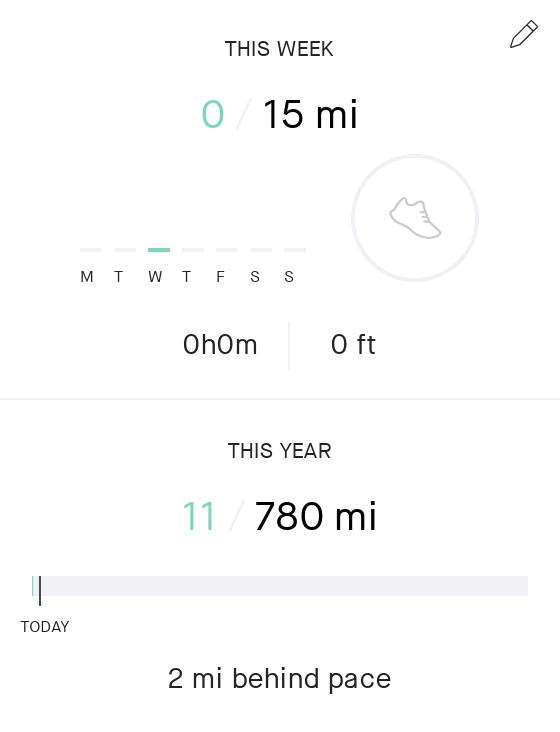 THIS WEEK
0 / 15 mi
M T W T F S S
0h0m 0 ft
THIS YEAR
11 / 780 mi
TODAY
2 mi behind pace